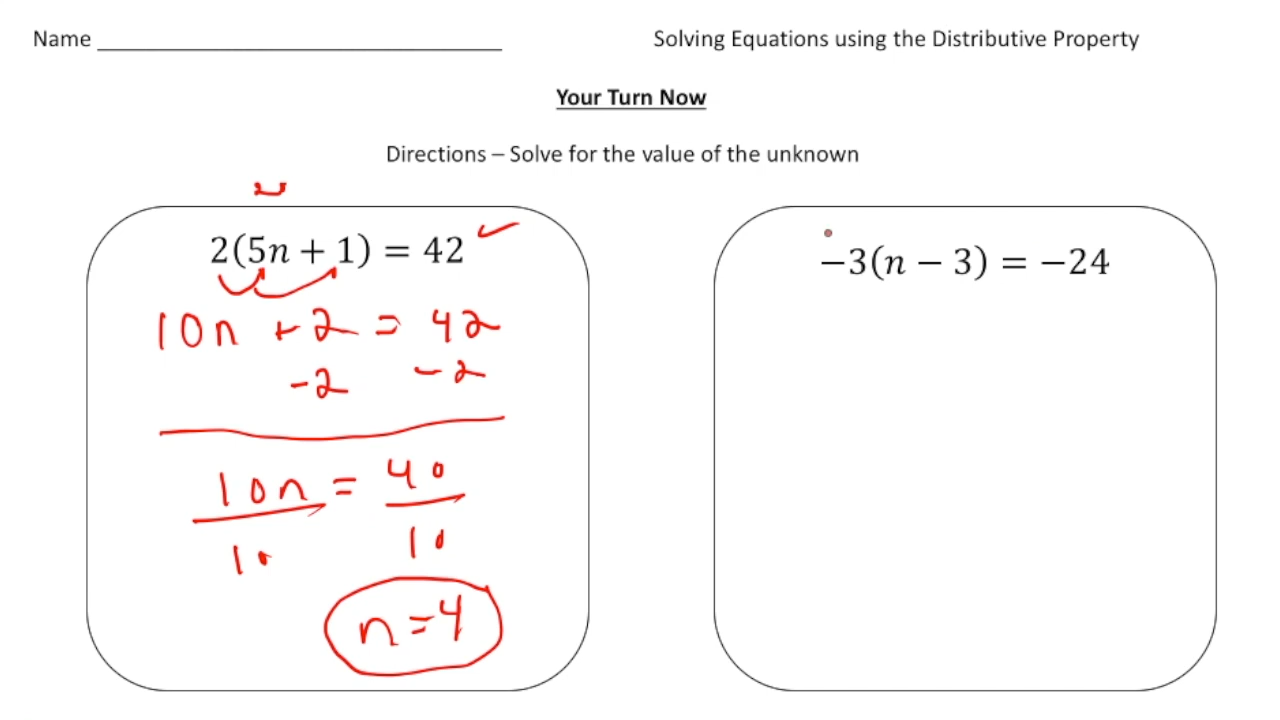 Name ______________________ Solving Equations using the Distributive Property
Your Turn Now
Directions – Solve for the value of the unknown
2(5n + 1) = 42 ✓
10n + 2 = 42
-2 -2
10n = 40
10 10
n = 4
−3(n − 3) = −24